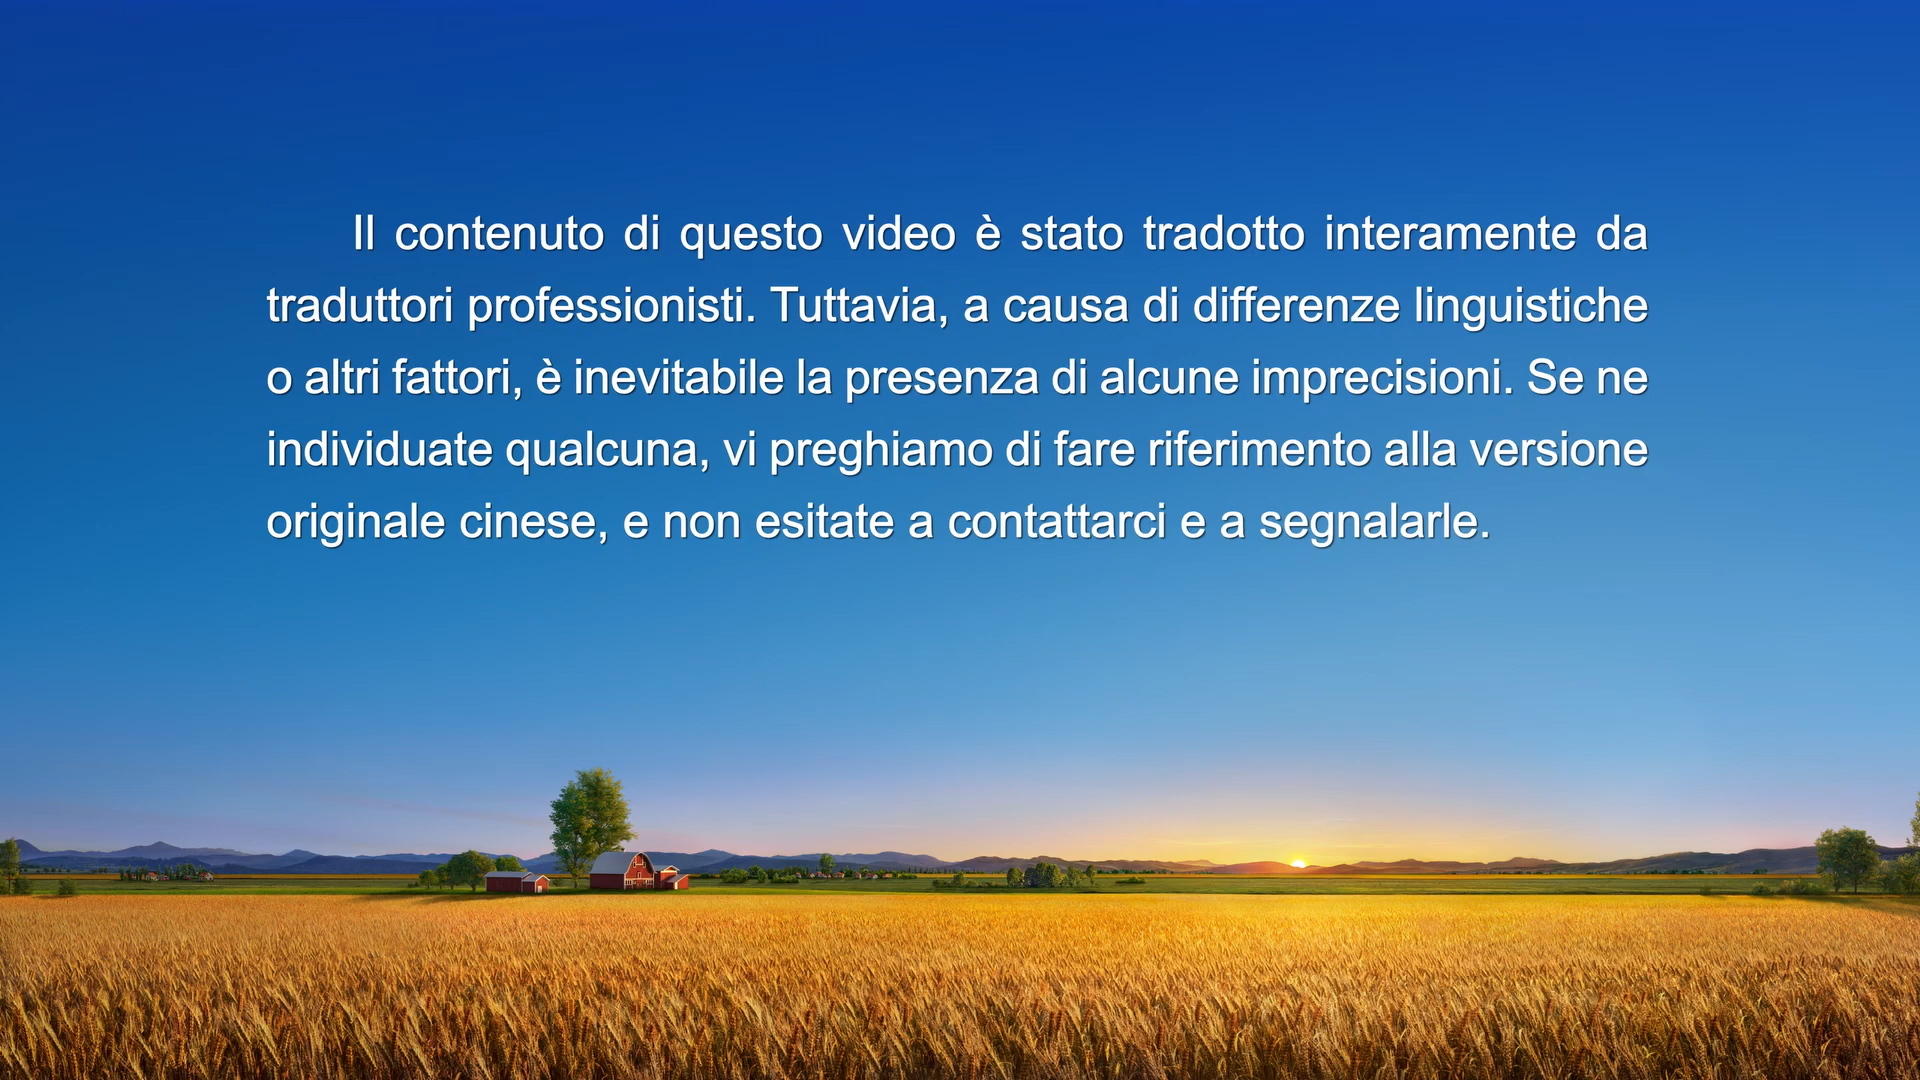 Il contenuto di questo video è stato tradotto interamente da
traduttori professionisti. Tuttavia, a causa di differenze linguistiche
o altri fattori, è inevitabile la presenza di alcune imprecisioni. Se ne
individuate qualcuna, vi preghiamo di fare riferimento alla versione
originale cinese, e non esitate a contattarci e a segnalarle.